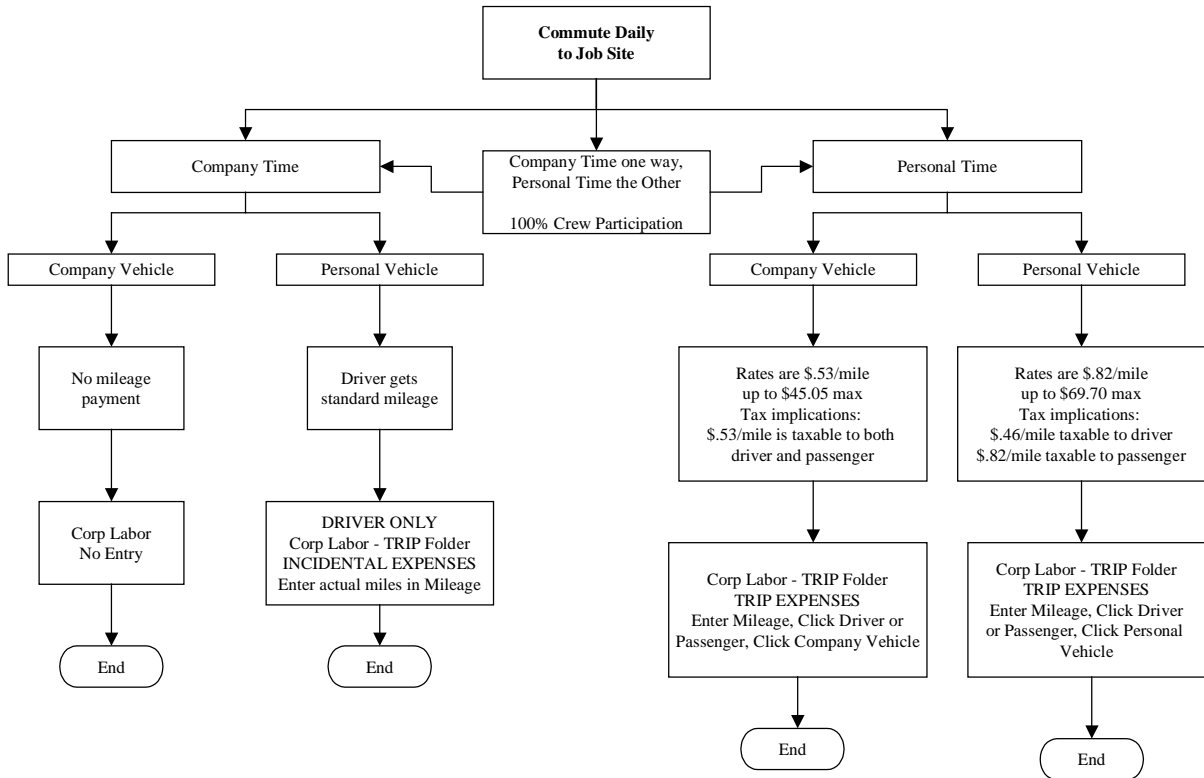 Commute Daily
to Job Site
Company Time
Company Time one way,
Personal Time the Other
100% Crew Participation
Personal Time
Company Vehicle
Personal Vehicle
Company Vehicle
Personal Vehicle
No mileage
payment
Driver gets
standard mileage
Rates are $.53/mile
up to $45.05 max
Tax implications:
$.53/mile is taxable to both
driver and passenger
Rates are $.82/mile
up to $69.70 max
Tax implications:
$.46/mile taxable to driver
$.82/mile taxable to passenger
Corp Labor
No Entry
DRIVER ONLY
Corp Labor - TRIP Folder
INCIDENTAL EXPENSES
Enter actual miles in Mileage
Corp Labor - TRIP Folder
TRIP EXPENSES
Enter Mileage, Click Driver or
Passenger, Click Company Vehicle
Corp Labor - TRIP Folder
TRIP EXPENSES
Enter Mileage, Click Driver
or Passenger, Click Personal
Vehicle
End
End
End
End